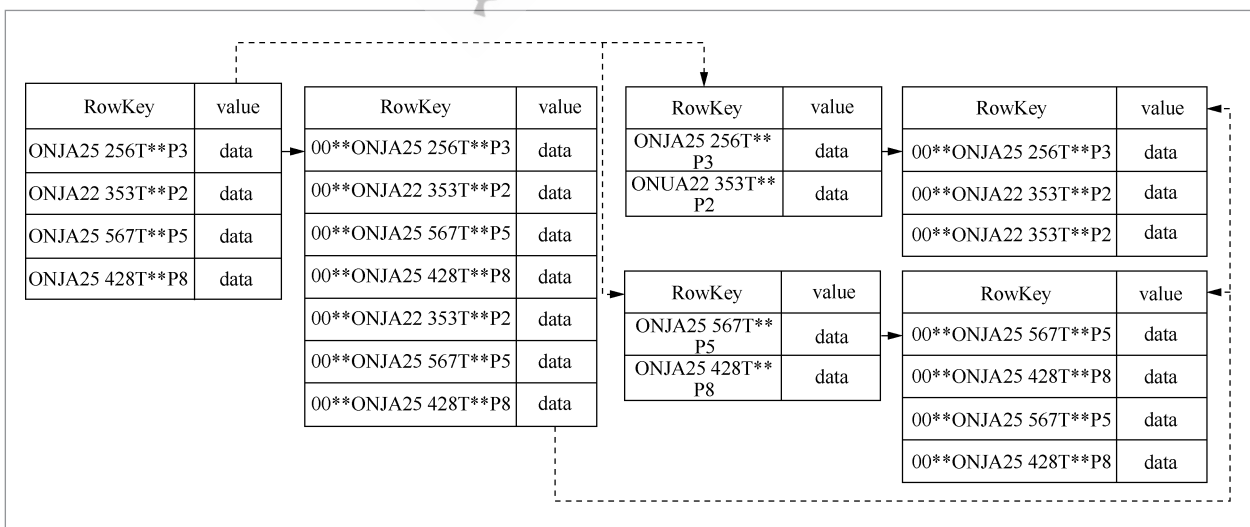 RowKey value
ONJA25 256T**P3 data
ONJA22 353T**P2 data
ONJA25 567T**P5 data
ONJA25 428T**P8 data
RowKey value
00**ONJA25 256T**P3 data
00**ONJA22 353T**P2 data
00**ONJA25 567T**P5 data
00**ONJA25 428T**P8 data
00**ONJA22 353T**P2 data
00**ONJA25 567T**P5 data
00**ONJA25 428T**P8 data
RowKey value
ONJA25 256T**
P3 data
ONUA22 353T**
P2 data
RowKey value
00**ONJA25 256T**P3 data
00**ONJA22 353T**P2 data
00**ONJA22 353T**P2 data
RowKey value
ONJA25 567T**
P5 data
ONJA25 428T**
P8 data
RowKey value
00**ONJA25 567T**P5 data
00**ONJA25 428T**P8 data
00**ONJA25 567T**P5 data
00**ONJA25 428T**P8 data